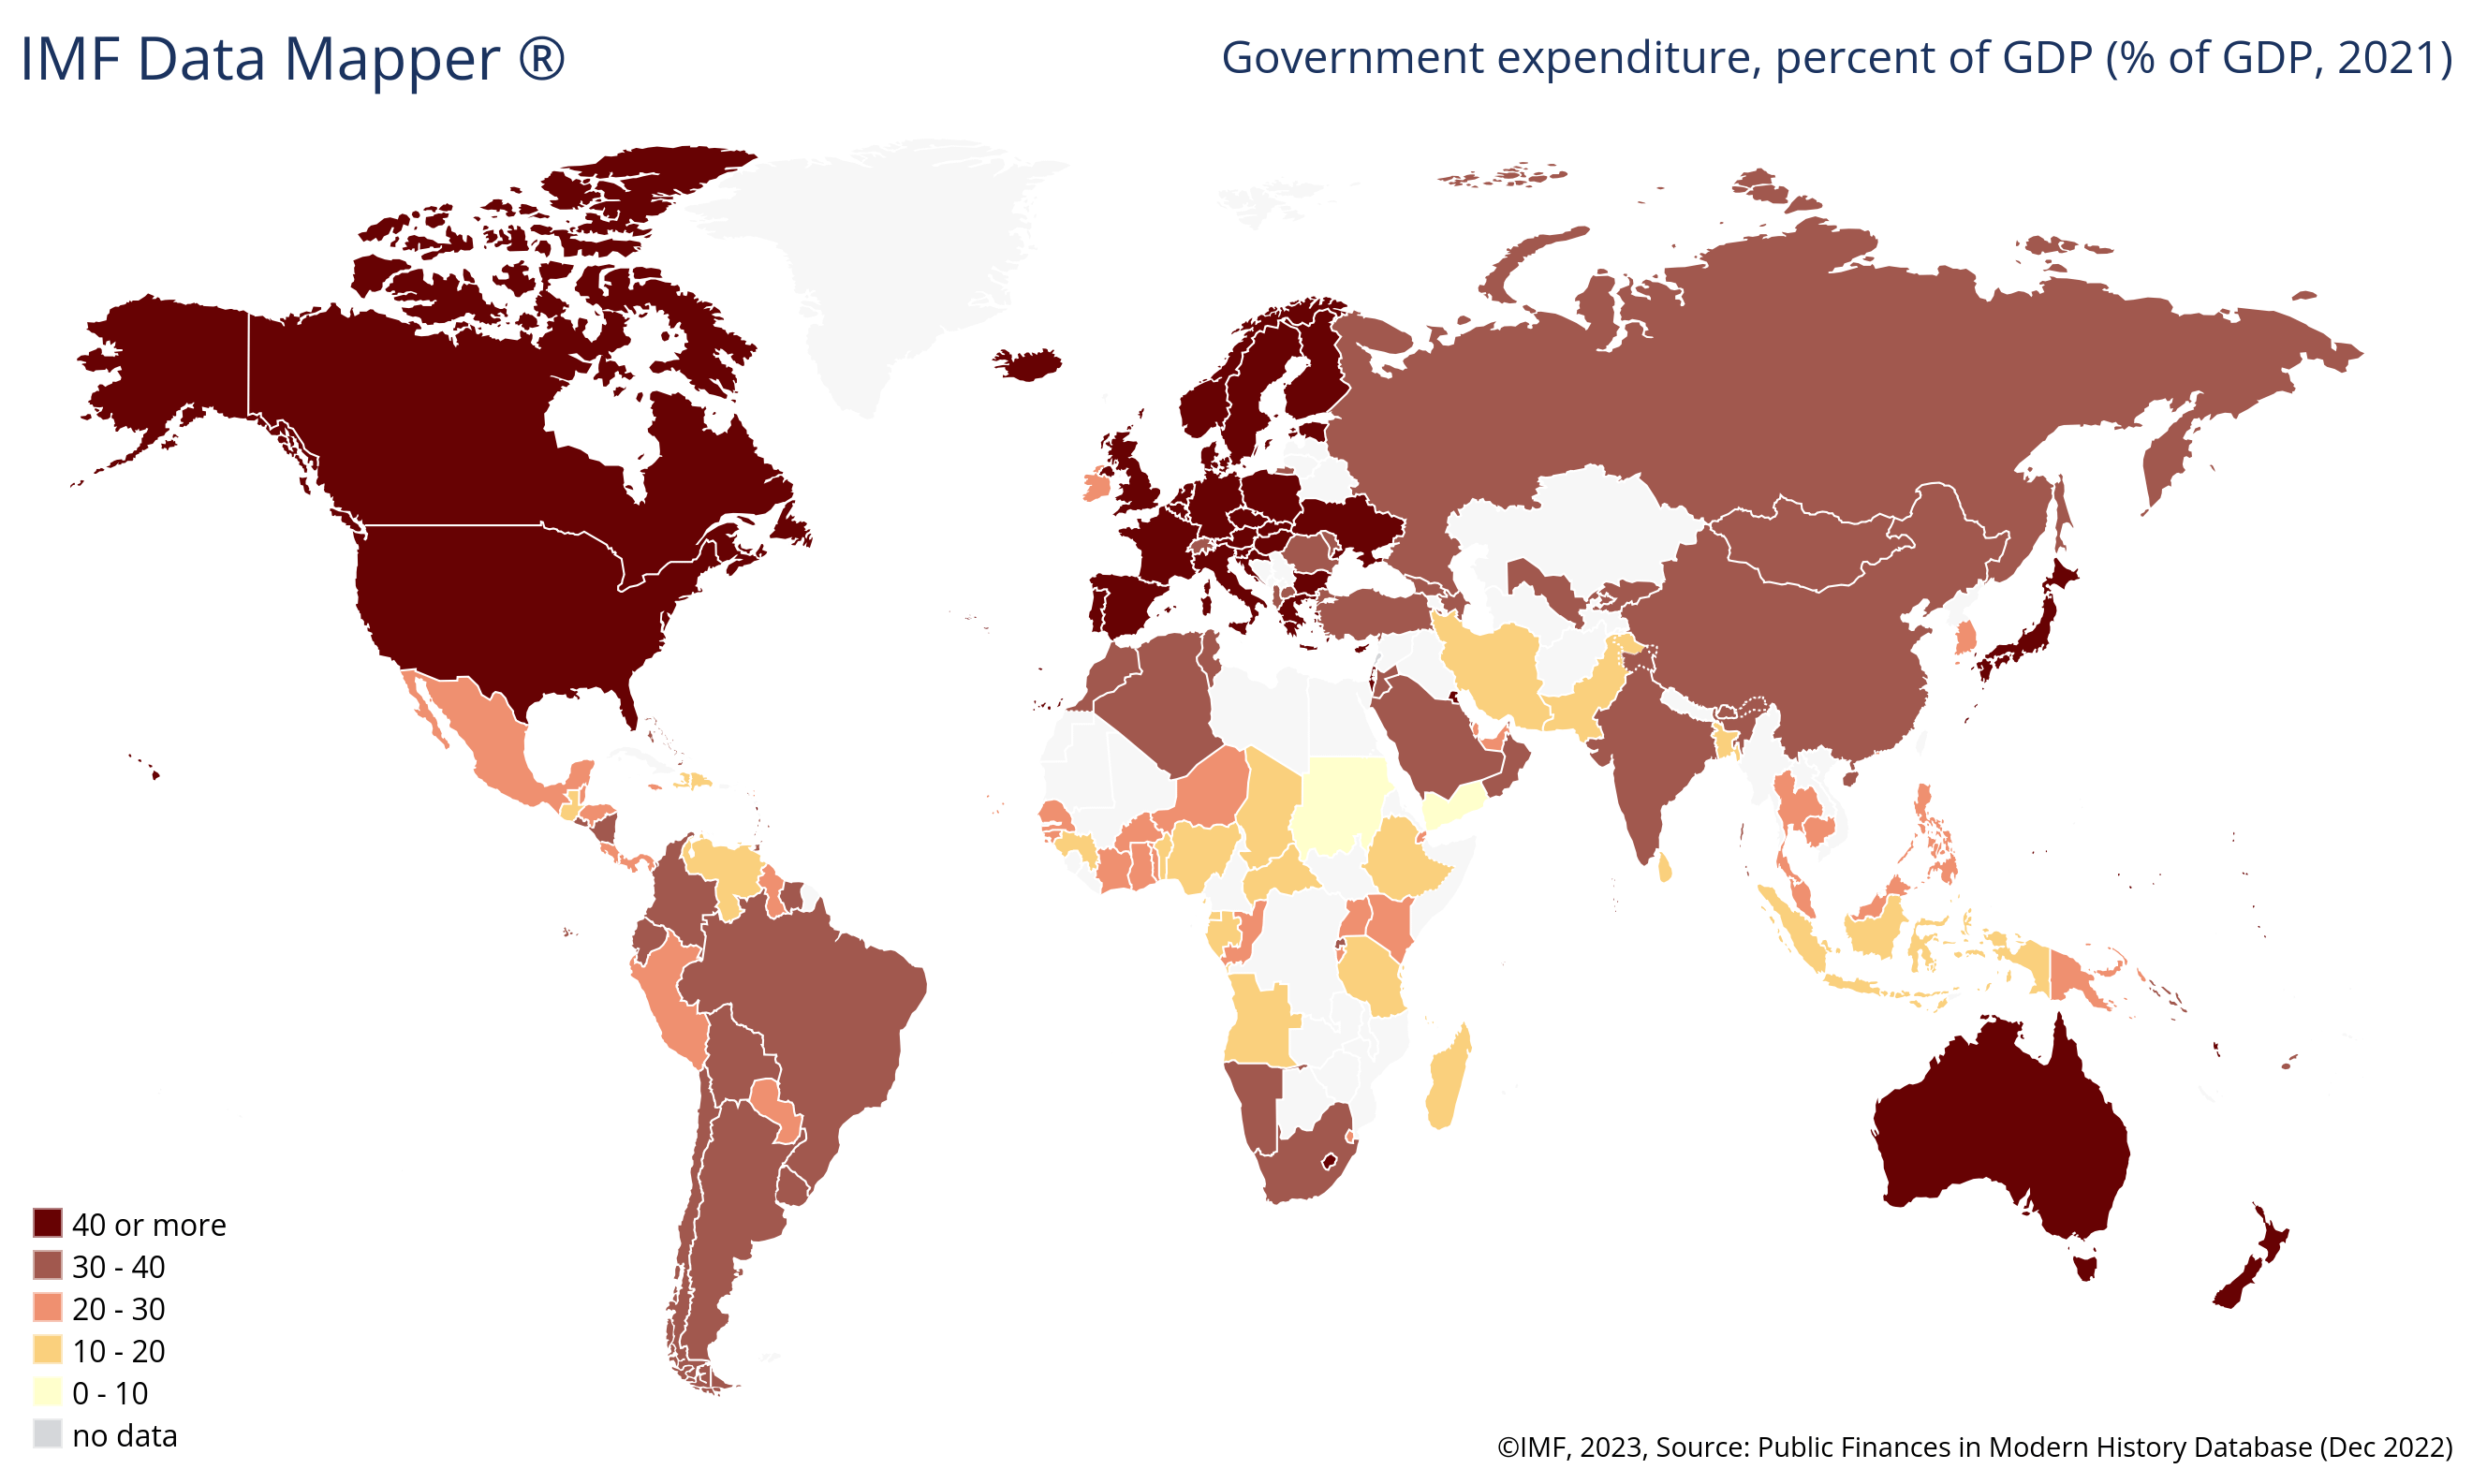 IMF Data Mapper ®
Government expenditure, percent of GDP (% of GDP, 2021)
40 or more
30 - 40
20 - 30
10 - 20
0 - 10
no data
©IMF, 2023, Source: Public Finances in Modern History Database (Dec 2022)